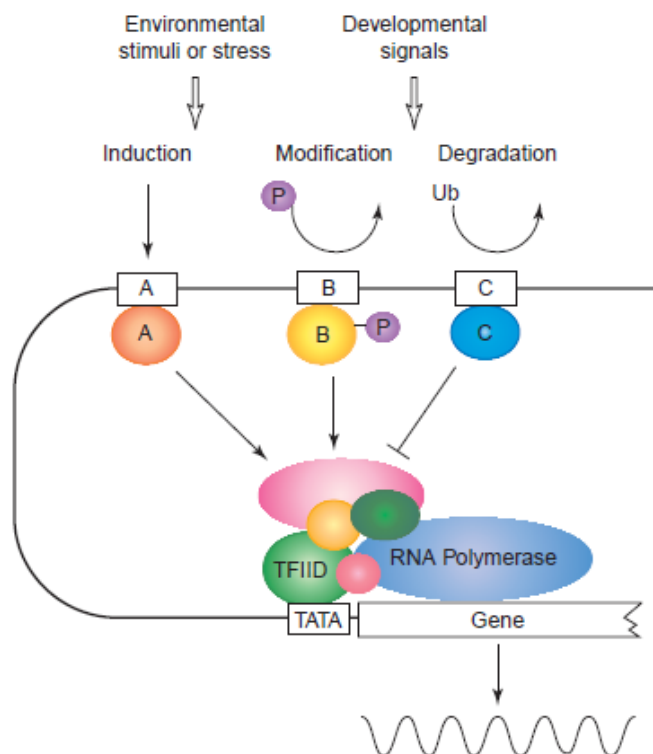 Environmental
stimuli or stress
Developmental
signals
Induction
Modification
Degradation
P
Ub
A
B
C
A
B
P
C
TFIID
RNA Polymerase
TATA
Gene